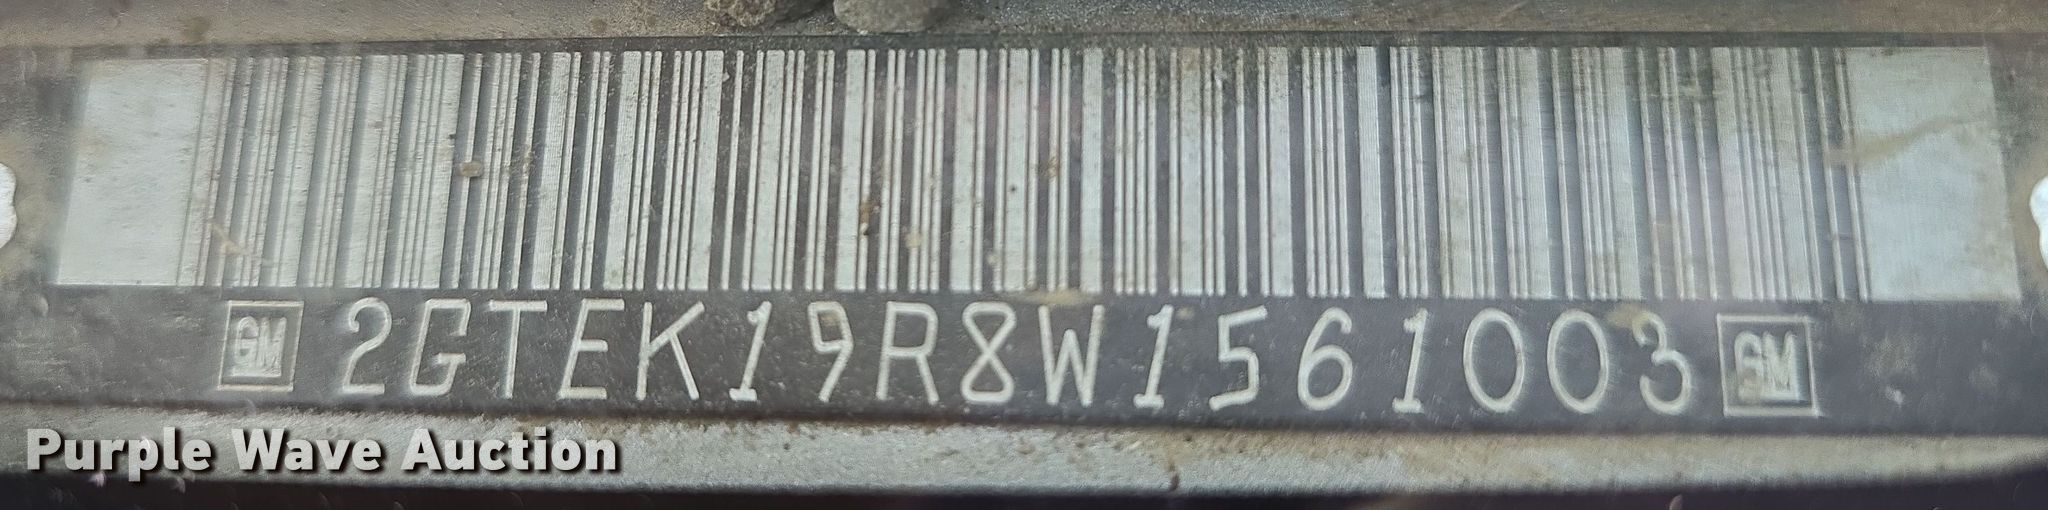 GM 2GTEK19R8W1561003 GM
Purple Wave Auction